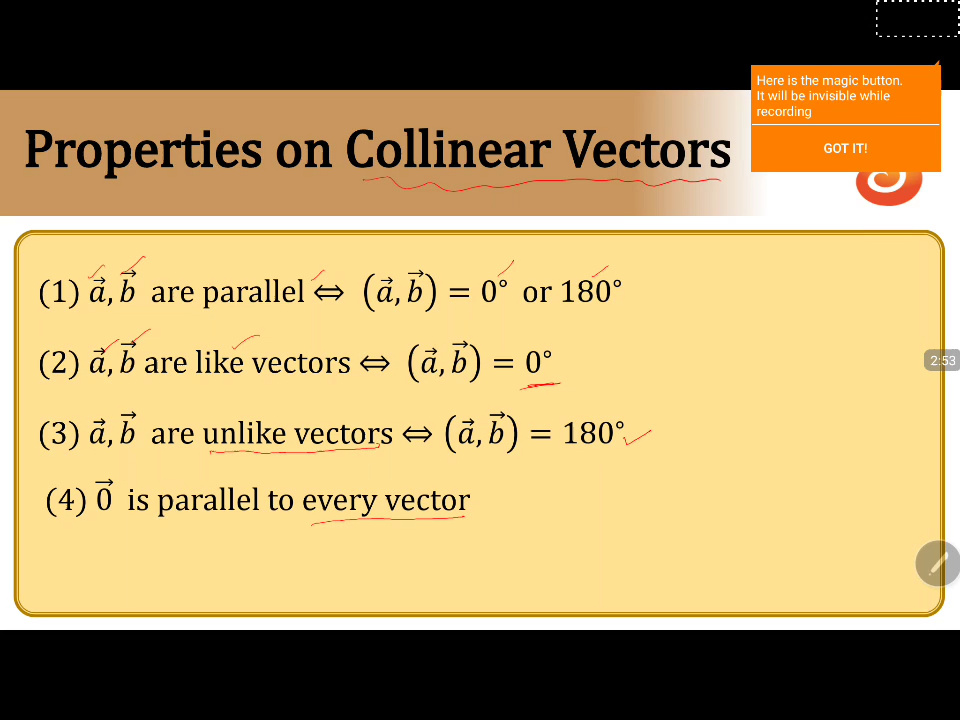 Here is the magic button.
It will be invisible while
recording
GOT IT!
Properties on Collinear Vectors
(1) a⃗, b⃗ are parallel ⇔ (a⃗, b⃗) = 0° or 180°
(2) a⃗, b⃗ are like vectors ⇔ (a⃗, b⃗) = 0°
2:53
(3) a⃗, b⃗ are unlike vectors ⇔ (a⃗, b⃗) = 180°
(4) 0⃗ is parallel to every vector